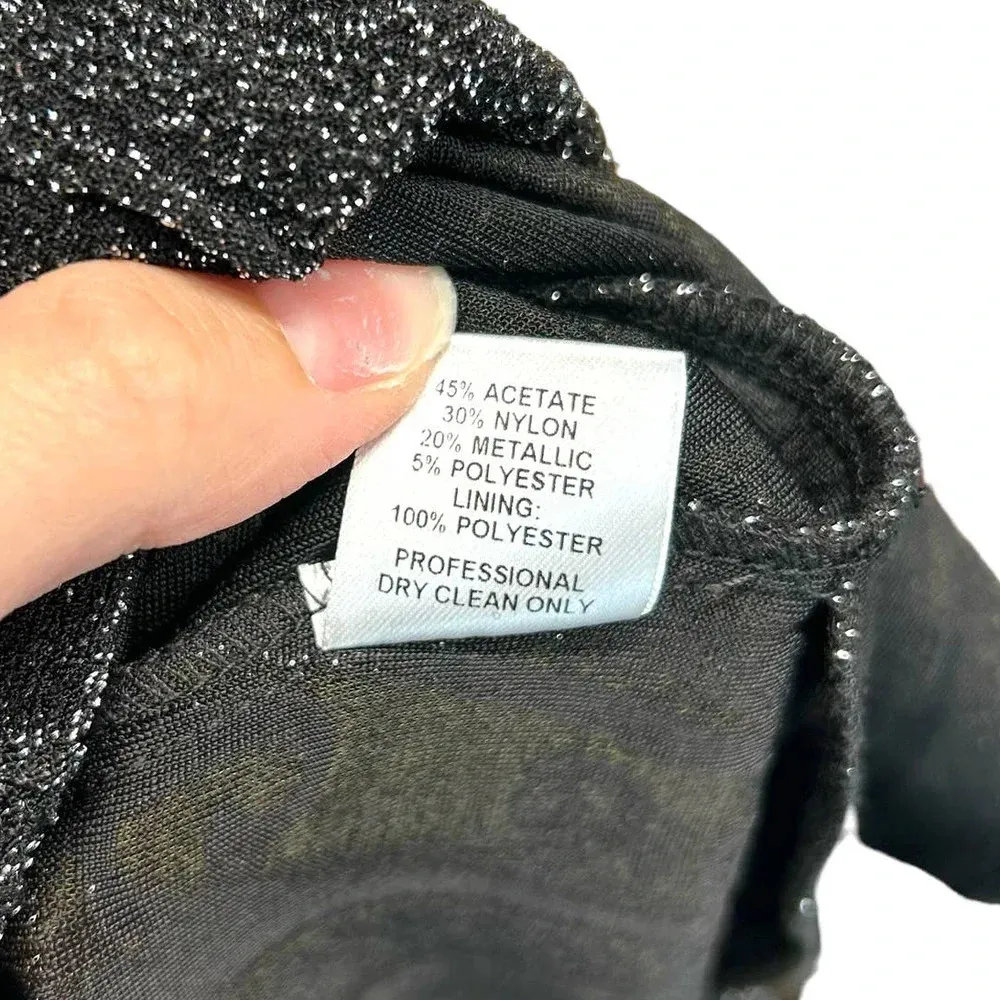 45% ACETATE
30% NYLON
20% METALLIC
5% POLYESTER
LINING:
100% POLYESTER
PROFESSIONAL
DRY CLEAN ONLY